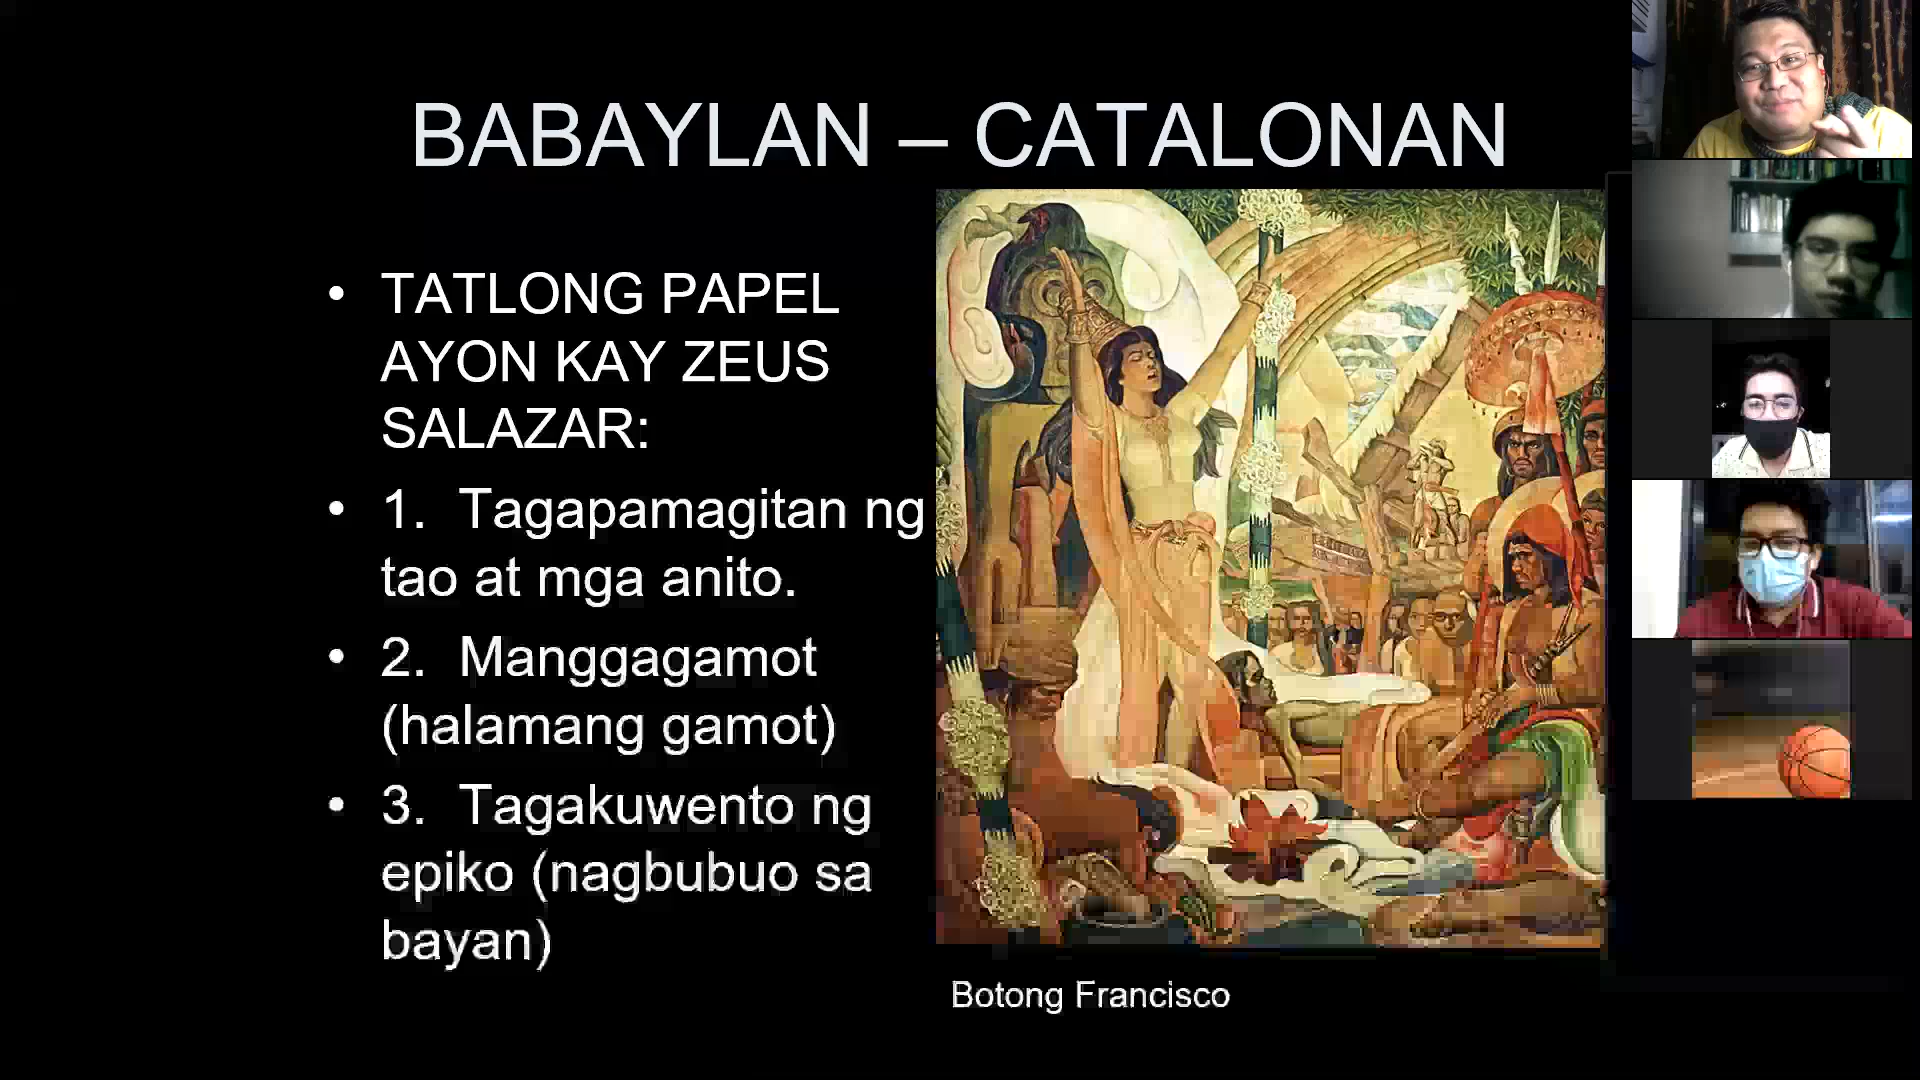 BABAYLAN – CATALONAN
• TATLONG PAPEL
AYON KAY ZEUS
SALAZAR:
• 1. Tagapamagitan ng
tao at mga anito.
• 2. Manggagamot
(halamang gamot)
• 3. Tagakuwento ng
epiko (nagbubuo sa
bayan)
Botong Francisco